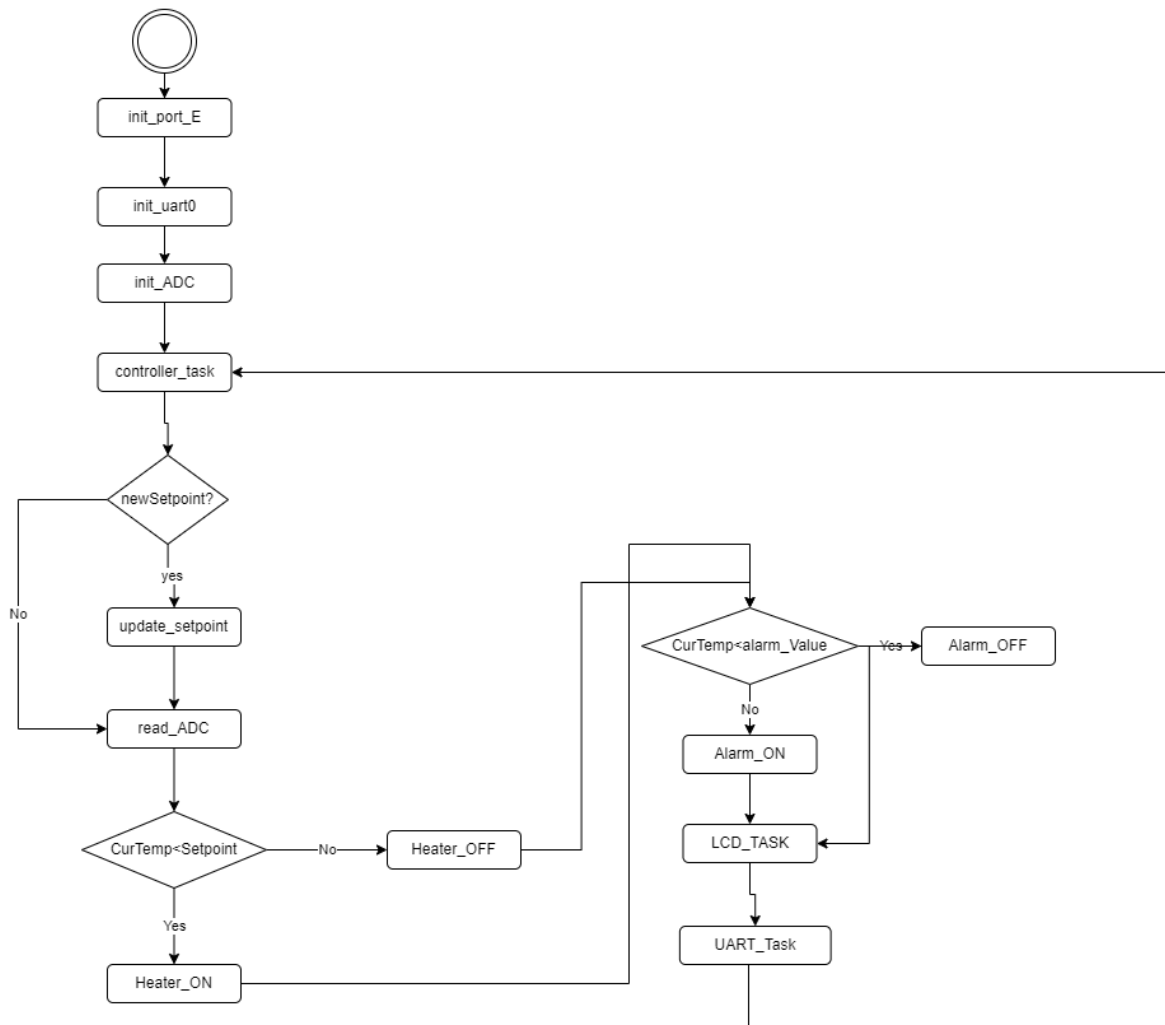 init_port_E
init_uart0
init_ADC
controller_task
newSetpoint?
yes
No
update_setpoint
read_ADC
CurTemp<Setpoint
No
Heater_OFF
Yes
Heater_ON
CurTemp<alarm_Value
Yes
Alarm_OFF
No
Alarm_ON
LCD_TASK
UART_Task